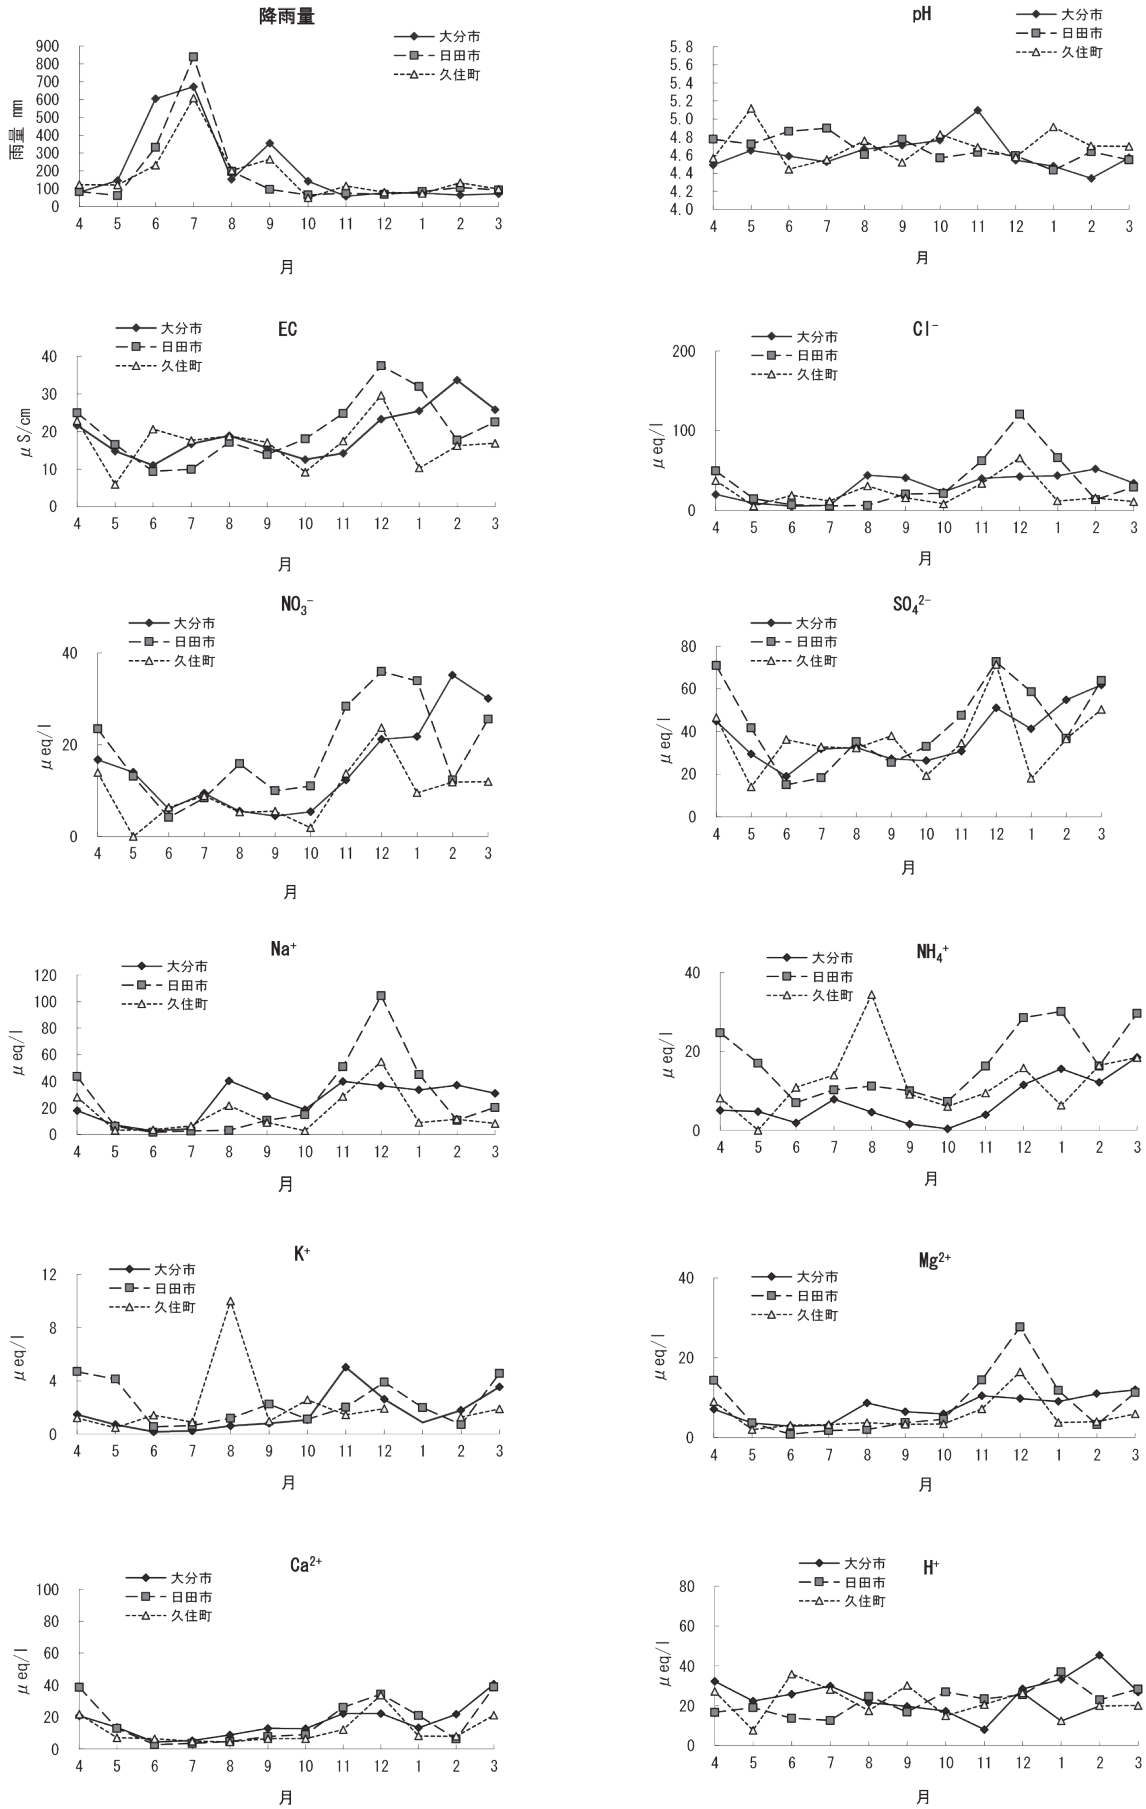 降雨量
大分市
日田市
久住町
雨量 mm
900
800
700
600
500
400
300
200
100
0
4 5 6 7 8 9 10 11 12 1 2 3
月
pH
大分市
日田市
久住町
5.8
5.6
5.4
5.2
5.0
4.8
4.6
4.4
4.2
4.0
4 5 6 7 8 9 10 11 12 1 2 3
月
EC
大分市
日田市
久住町
μS/cm
40
30
20
10
0
4 5 6 7 8 9 10 11 12 1 2 3
月
Cl⁻
大分市
日田市
久住町
μeq/l
200
100
0
4 5 6 7 8 9 10 11 12 1 2 3
月
NO₃⁻
大分市
日田市
久住町
μeq/l
40
20
0
4 5 6 7 8 9 10 11 12 1 2 3
月
SO₄²⁻
大分市
日田市
久住町
μeq/l
80
60
40
20
0
4 5 6 7 8 9 10 11 12 1 2 3
月
Na⁺
大分市
日田市
久住町
μeq/l
120
100
80
60
40
20
0
4 5 6 7 8 9 10 11 12 1 2 3
月
NH₄⁺
大分市
日田市
久住町
μeq/l
40
20
0
4 5 6 7 8 9 10 11 12 1 2 3
月
K⁺
大分市
日田市
久住町
μeq/l
12
8
4
0
4 5 6 7 8 9 10 11 12 1 2 3
月
Mg²⁺
大分市
日田市
久住町
μeq/l
40
20
0
4 5 6 7 8 9 10 11 12 1 2 3
月
Ca²⁺
大分市
日田市
久住町
μeq/l
100
80
60
40
20
0
4 5 6 7 8 9 10 11 12 1 2 3
月
H⁺
大分市
日田市
久住町
μeq/l
80
60
40
20
0
4 5 6 7 8 9 10 11 12 1 2 3
月